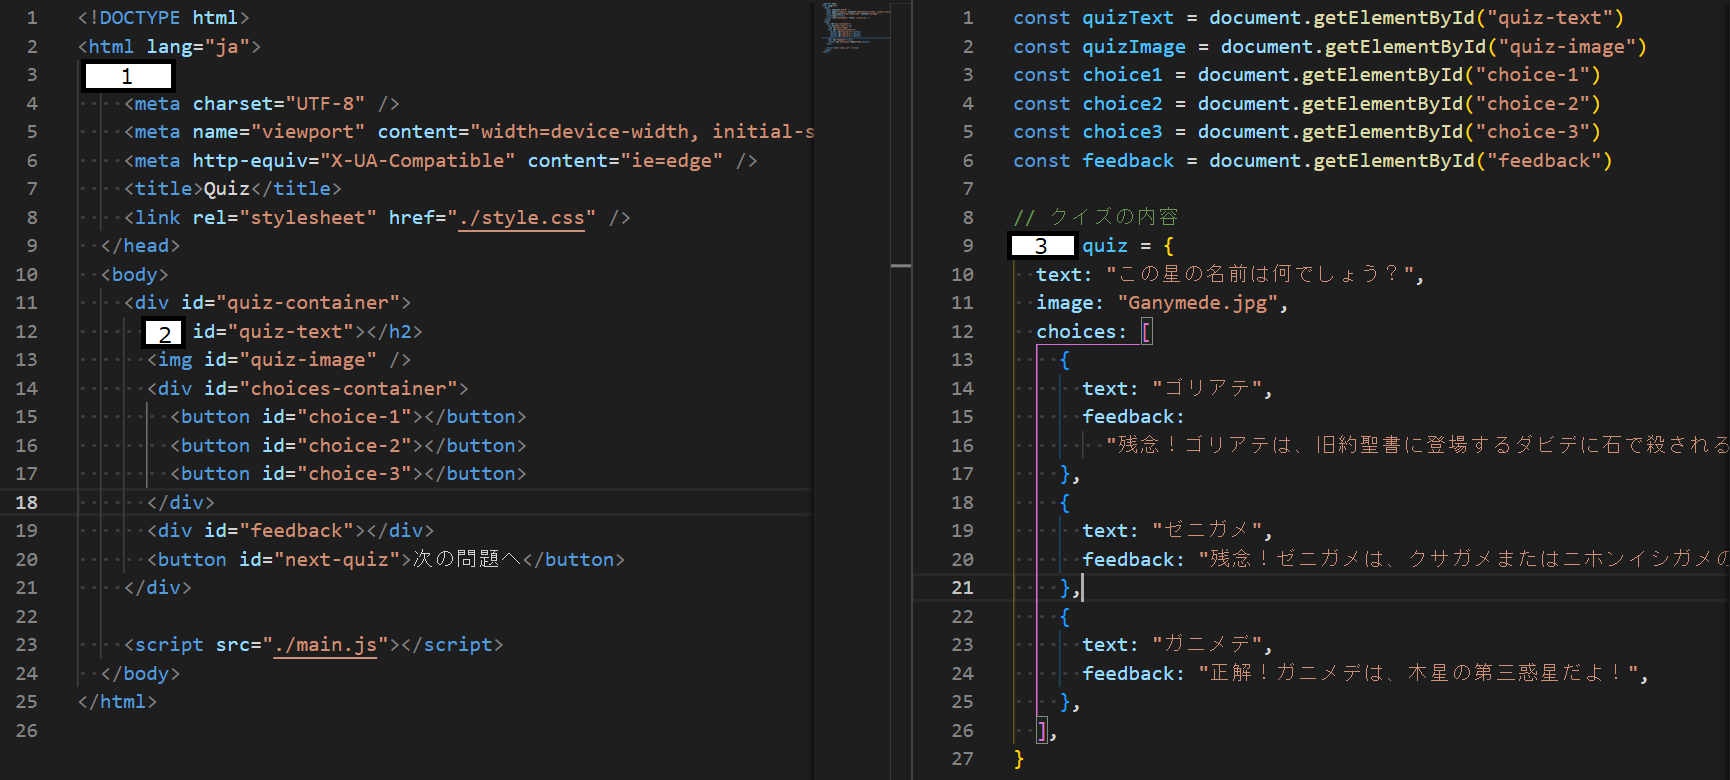 1 <!DOCTYPE html>
2 <html lang="ja">
3 1
4 <meta charset="UTF-8" />
5 <meta name="viewport" content="width=device-width, initial-s
6 <meta http-equiv="X-UA-Compatible" content="ie=edge" />
7 <title>Quiz</title>
8 <link rel="stylesheet" href="./style.css" />
9 </head>
10 <body>
11 <div id="quiz-container">
12 2 id="quiz-text"></h2>
13 <img id="quiz-image" />
14 <div id="choices-container">
15 <button id="choice-1"></button>
16 <button id="choice-2"></button>
17 <button id="choice-3"></button>
18 </div>
19 <div id="feedback"></div>
20 <button id="next-quiz">次の問題へ</button>
21 </div>
22
23 <script src="./main.js"></script>
24 </body>
25 </html>
26
1 const quizText = document.getElementById("quiz-text")
2 const quizImage = document.getElementById("quiz-image")
3 const choice1 = document.getElementById("choice-1")
4 const choice2 = document.getElementById("choice-2")
5 const choice3 = document.getElementById("choice-3")
6 const feedback = document.getElementById("feedback")
7
8 // クイズの内容
9 3 quiz = {
10 text: "この星の名前は何でしょう？",
11 image: "Ganymede.jpg",
12 choices: [
13 {
14 text: "ゴリアテ",
15 feedback:
16 "残念！ゴリアテは、旧約聖書に登場するダビデに石で殺される
17 },
18 {
19 text: "ゼニガメ",
20 feedback: "残念！ゼニガメは、クサガメまたはニホンイシガメの
21 },
22 {
23 text: "ガニメデ",
24 feedback: "正解！ガニメデは、木星の第三惑星だよ！",
25 },
26 ],
27 }